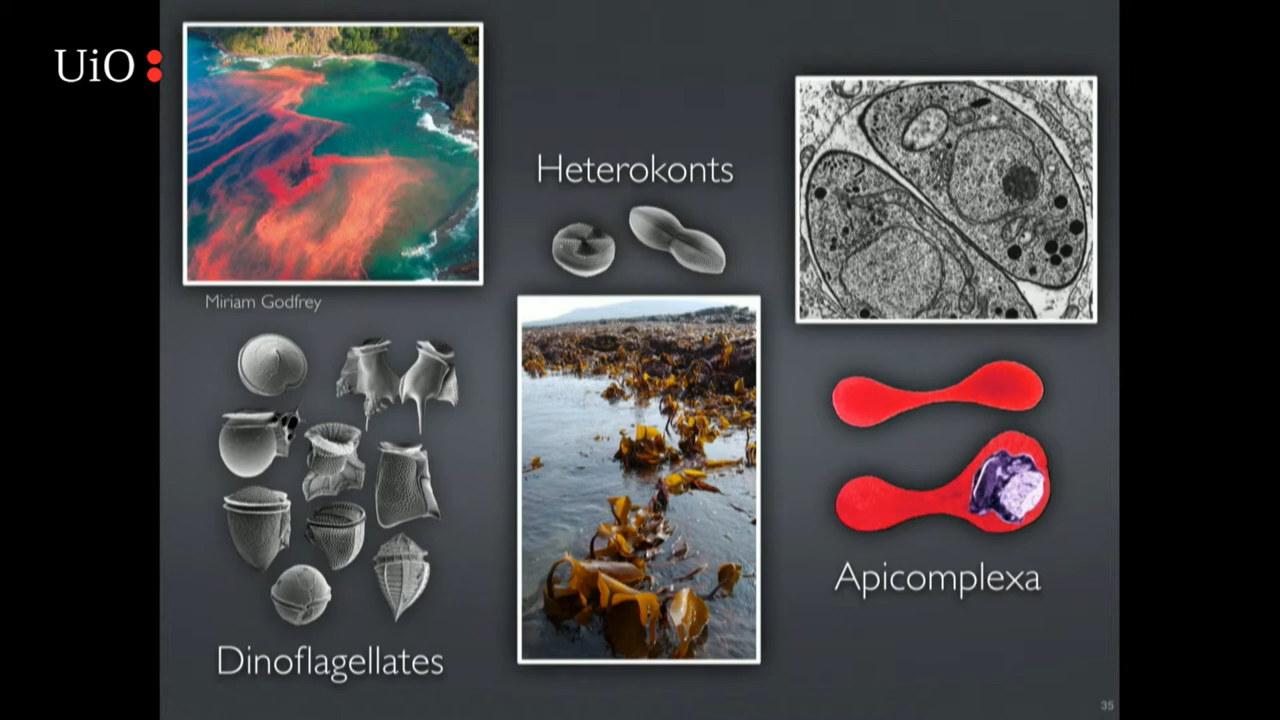 UiO:
Heterokonts
Miriam Godfrey
Apicomplexa
Dinoflagellates
35